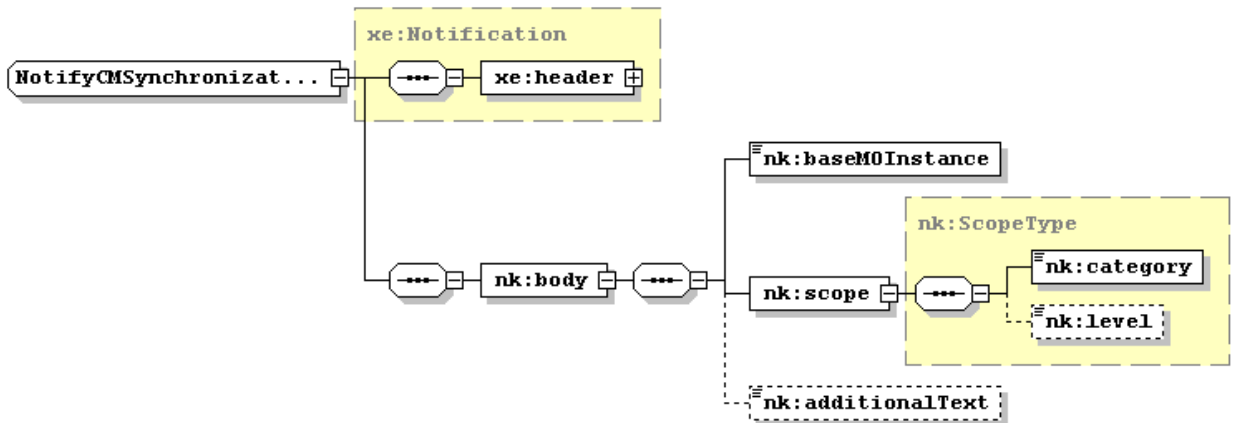 xe:Notification
NotifyCMSynchronizat...
xe:header
nk:baseMOInstance
nk:ScopeType
nk:category
nk:body
nk:scope
nk:level
nk:additionalText